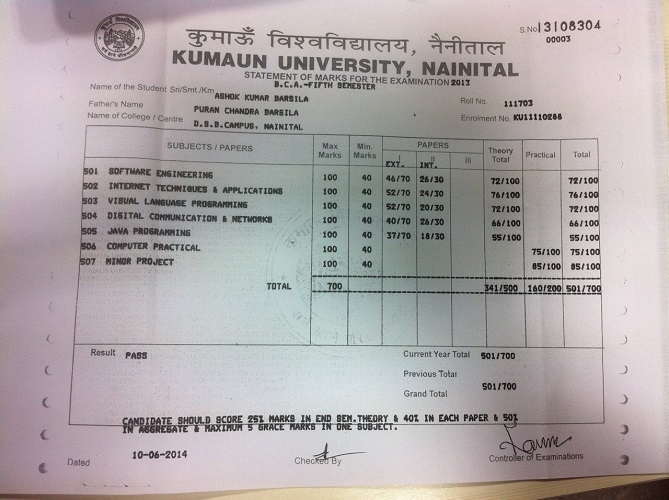 S.No 13108304
00003
कुमाऊँ विश्वविद्यालय, नैनीताल
KUMAUN UNIVERSITY, NAINITAL
STATEMENT OF MARKS FOR THE EXAMINATION 2013
B.C.A.-FIFTH SEMESTER
Name of the Student Sri/Smt./Km ASHOK KUMAR BARSILA
Roll No. 111703
Father's Name PURAN CHANDRA BARSILA
Enrolment No. KU11110286
Name of College / Centre D.S.B.CAMPUS, NAINITAL
SUBJECTS / PAPERS Max Marks Min. Marks PAPERS I EXT. II INT. III Theory Total Practical Total
501 SOFTWARE ENGINEERING 100 40 46/70 26/30 72/100 72/100
502 INTERNET TECHNIQUES & APPLICATIONS 100 40 52/70 24/30 76/100 76/100
503 VISUAL LANGUAGE PROGRAMMING 100 40 52/70 20/30 72/100 72/100
504 DIGITAL COMMUNICATION & NETWORKS 100 40 40/70 26/30 66/100 66/100
505 JAVA PROGRAMMING 100 40 37/70 18/30 55/100 55/100
506 COMPUTER PRACTICAL 100 40 75/100 75/100
507 MINOR PROJECT 100 40 85/100 85/100
TOTAL 700 341/500 160/200 501/700
Result PASS
Current Year Total 501/700
Previous Total
Grand Total 501/700
CANDIDATE SHOULD SCORE 25% MARKS IN END SEM.THEORY & 40% IN EACH PAPER & 50%
IN AGGREGATE & MAXIMUM 5 GRACE MARKS IN ONE SUBJECT.
Dated 10-06-2014
Checked By
Controller of Examinations